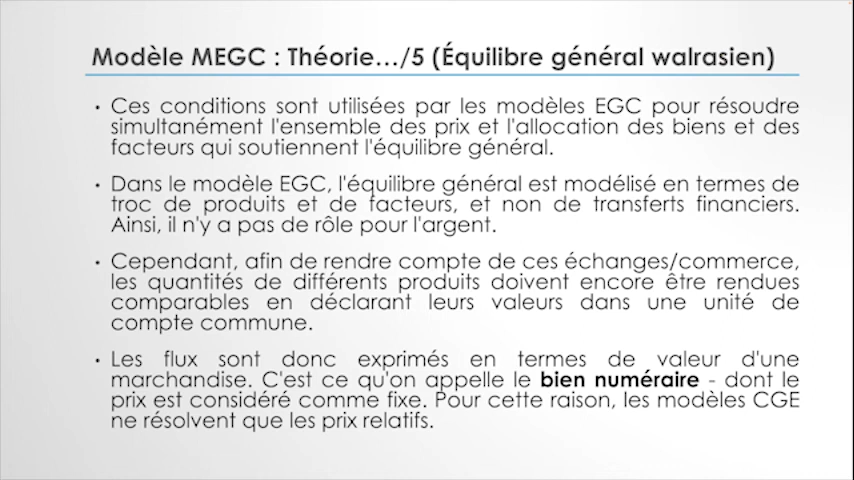 Modèle MEGC : Théorie…/5 (Équilibre général walrasien)
• Ces conditions sont utilisées par les modèles EGC pour résoudre
simultanément l'ensemble des prix et l'allocation des biens et des
facteurs qui soutiennent l'équilibre général.
• Dans le modèle EGC, l'équilibre général est modélisé en termes de
troc de produits et de facteurs, et non de transferts financiers.
Ainsi, il n'y a pas de rôle pour l'argent.
• Cependant, afin de rendre compte de ces échanges/commerce,
les quantités de différents produits doivent encore être rendues
comparables en déclarant leurs valeurs dans une unité de
compte commune.
• Les flux sont donc exprimés en termes de valeur d'une
marchandise. C'est ce qu'on appelle le bien numéraire - dont le
prix est considéré comme fixe. Pour cette raison, les modèles CGE
ne résolvent que les prix relatifs.